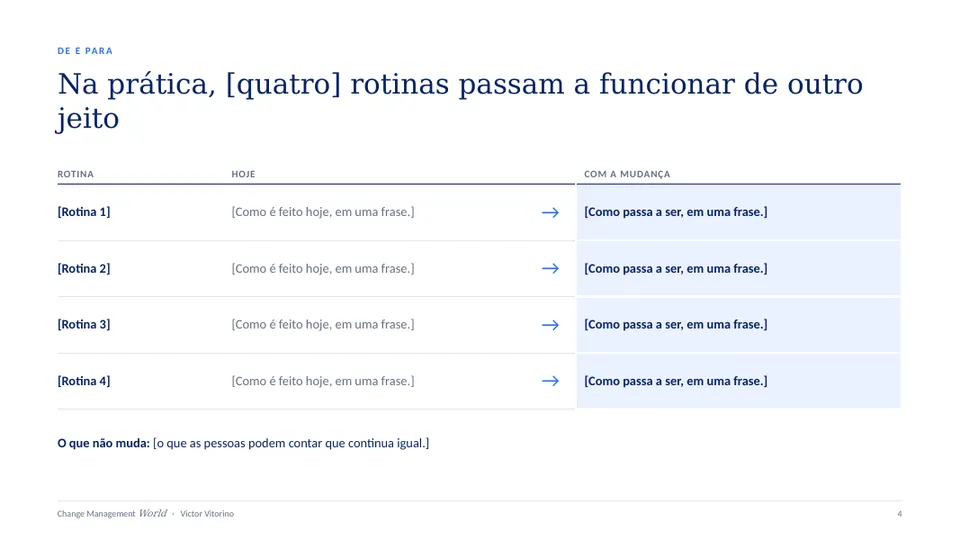 DE E PARA
Na prática, [quatro] rotinas passam a funcionar de outro
jeito
ROTINA HOJE COM A MUDANÇA
[Rotina 1] [Como é feito hoje, em uma frase.] → [Como passa a ser, em uma frase.]
[Rotina 2] [Como é feito hoje, em uma frase.] → [Como passa a ser, em uma frase.]
[Rotina 3] [Como é feito hoje, em uma frase.] → [Como passa a ser, em uma frase.]
[Rotina 4] [Como é feito hoje, em uma frase.] → [Como passa a ser, em uma frase.]
O que não muda: [o que as pessoas podem contar que continua igual.]
Change Management World · Victor Vitorino 4